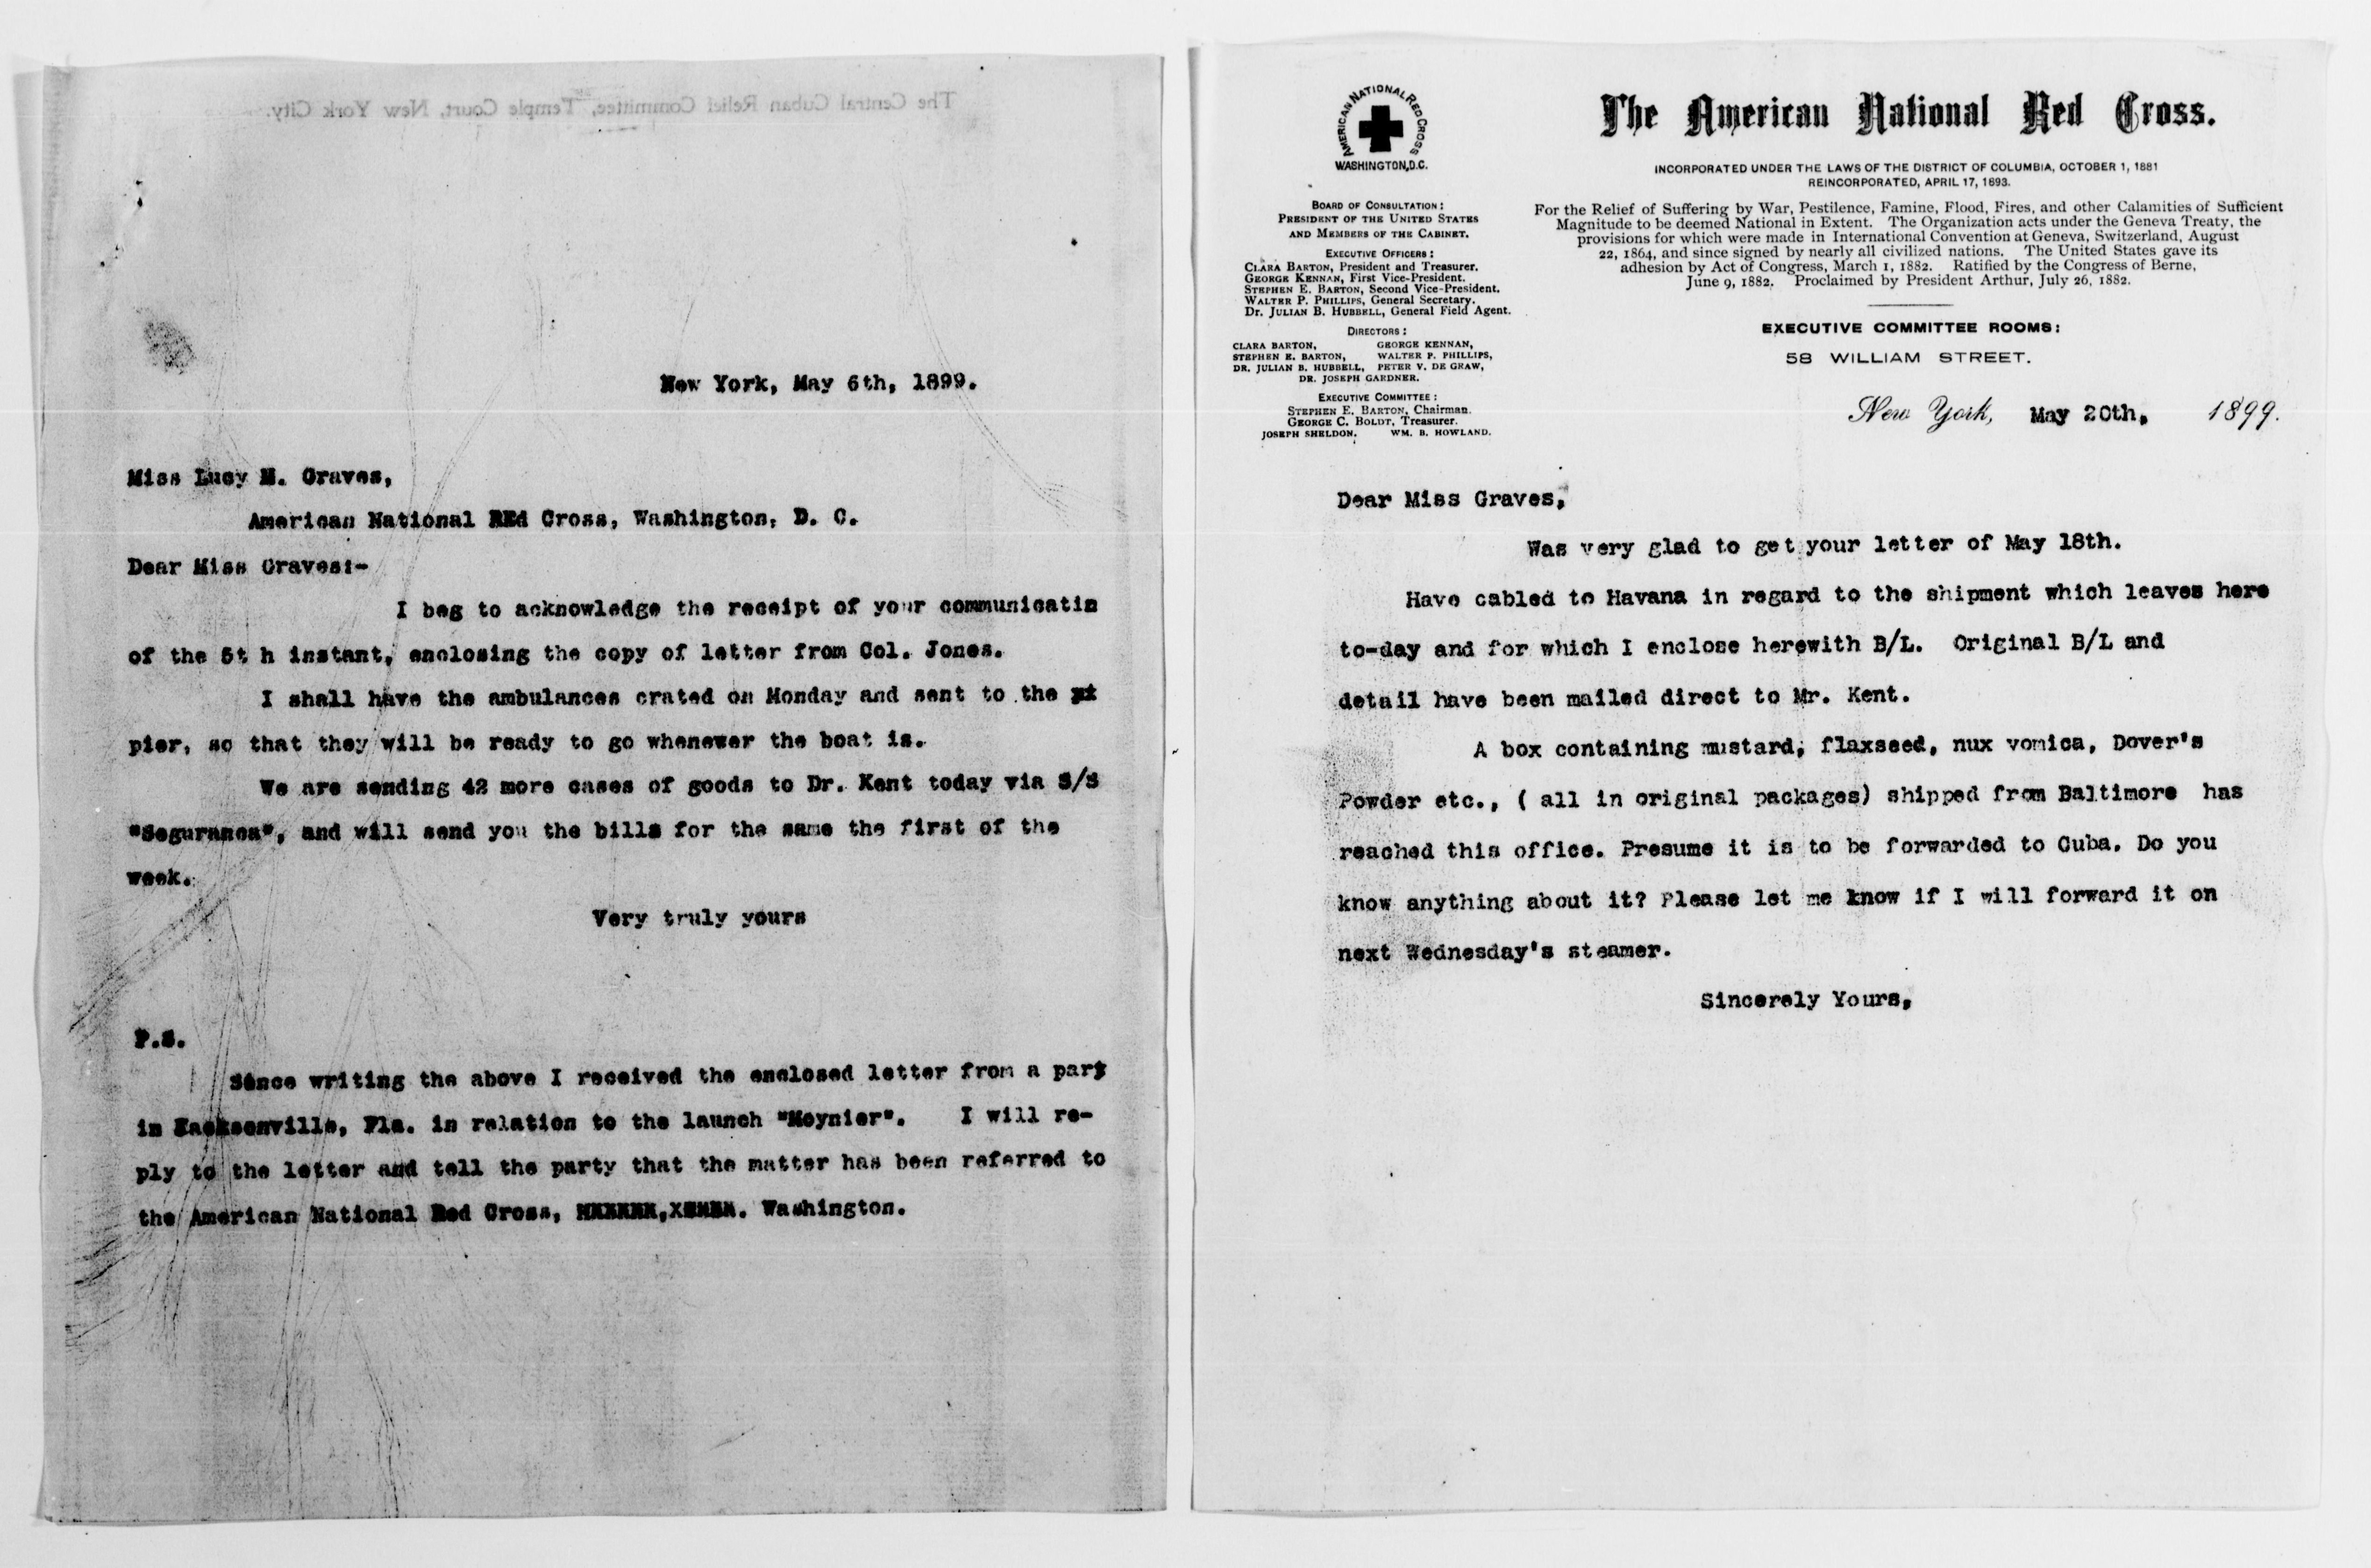 The Central Cuban Relief Committee, Temple Court, New York City.
New York, May 6th, 1899.
Miss Lucy M. Graves,
American National REd Cross, Washington, D. C.
Dear Miss Graves:-
I beg to acknowledge the receipt of your communicatin
of the 5t h instant, enclosing the copy of letter from Col. Jones.
I shall have the ambulances crated on Monday and sent to the
pier, so that they will be ready to go whenever the boat is.
We are sending 42 more cases of goods to Dr. Kent today via S/S
"Seguranca", and will send you the bills for the same the first of the
week.
Very truly yours
P.S.
Since writing the above I received the enclosed letter from a party
in Jacksonville, Fla. in relation to the launch "Moynier". I will re-
ply to the letter and tell the party that the matter has been referred to
the American National Red Cross, Washington.
AMERICAN NATIONAL RED CROSS
WASHINGTON, D.C.
The American National Red Cross.
INCORPORATED UNDER THE LAWS OF THE DISTRICT OF COLUMBIA, OCTOBER 1, 1881
REINCORPORATED, APRIL 17, 1893.
For the Relief of Suffering by War, Pestilence, Famine, Flood, Fires, and other Calamities of Sufficient
Magnitude to be deemed National in Extent. The Organization acts under the Geneva Treaty, the
provisions for which were made in International Convention at Geneva, Switzerland, August
22, 1864, and since signed by nearly all civilized nations. The United States gave its
adhesion by Act of Congress, March 1, 1882. Ratified by the Congress of Berne,
June 9, 1882. Proclaimed by President Arthur, July 26, 1882.
BOARD OF CONSULTATION:
PRESIDENT OF THE UNITED STATES
AND MEMBERS OF THE CABINET.
EXECUTIVE OFFICERS:
CLARA BARTON, President and Treasurer.
GEORGE KENNAN, First Vice-President.
STEPHEN E. BARTON, Second Vice-President.
WALTER P. PHILLIPS, General Secretary.
Dr. JULIAN B. HUBBELL, General Field Agent.
DIRECTORS:
CLARA BARTON, GEORGE KENNAN,
STEPHEN E. BARTON, WALTER P. PHILLIPS,
DR. JULIAN B. HUBBELL, PETER V. DE GRAW,
DR. JOSEPH GARDNER.
EXECUTIVE COMMITTEE:
STEPHEN E. BARTON, Chairman.
GEORGE C. BOLDT, Treasurer.
JOSEPH SHELDON. WM. B. HOWLAND.
EXECUTIVE COMMITTEE ROOMS:
58 WILLIAM STREET.
New York, May 20th, 1899.
Dear Miss Graves,
Was very glad to get your letter of May 18th.
Have cabled to Havana in regard to the shipment which leaves here
to-day and for which I enclose herewith B/L. Original B/L and
detail have been mailed direct to Mr. Kent.
A box containing mustard, flaxseed, nux vomica, Dover's
Powder etc., ( all in original packages) shipped from Baltimore has
reached this office. Presume it is to be forwarded to Cuba. Do you
know anything about it? Please let me know if I will forward it on
next Wednesday's steamer.
Sincerely Yours,